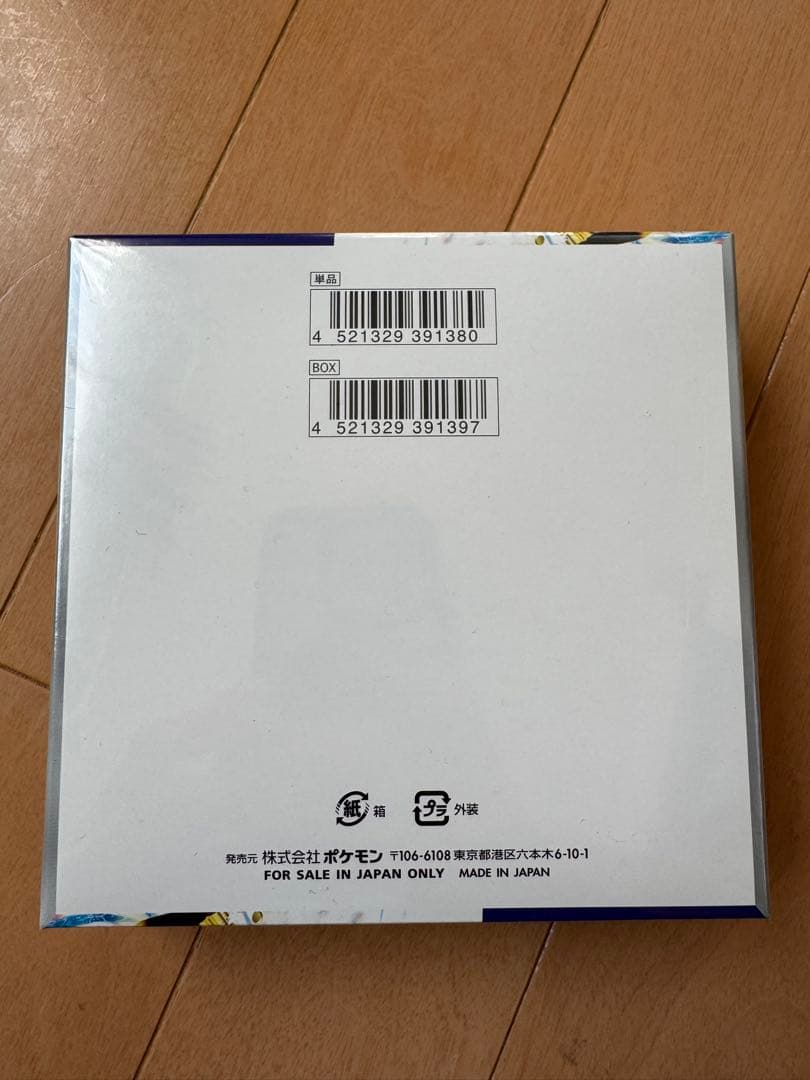 単品
4 521329 391380
BOX
4 521329 391397
紙 箱 プラ 外装
発売元 株式会社 ポケモン 〒106-6108 東京都港区六本木6-10-1
FOR SALE IN JAPAN ONLY MADE IN JAPAN